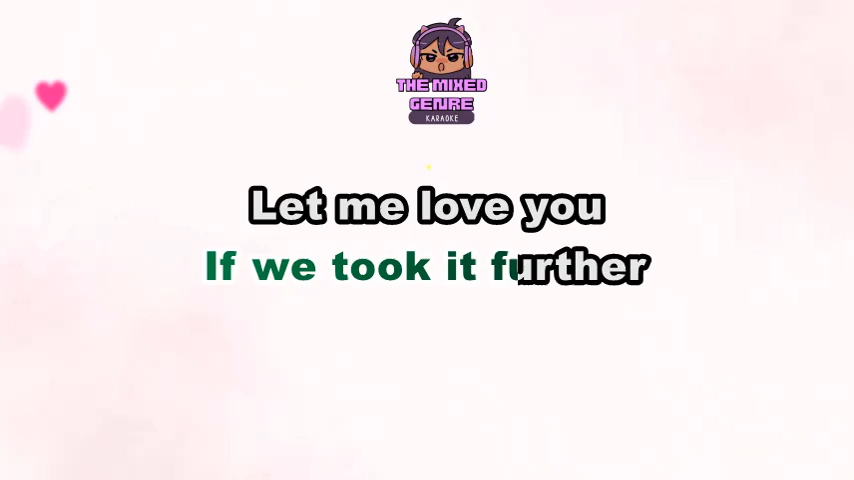 THE MIXED
GENRE
KARAOKE
Let me love you
If we took it further